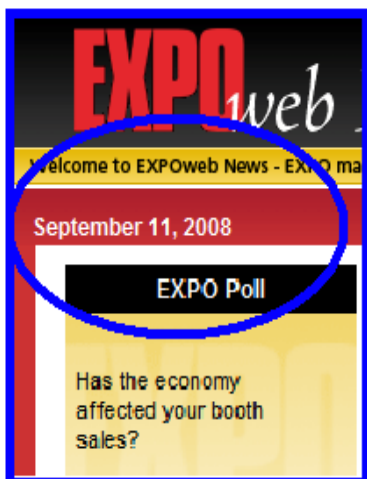 EXPO web
Welcome to EXPOweb News - EXPO ma
September 11, 2008
EXPO Poll
Has the economy
affected your booth
sales?